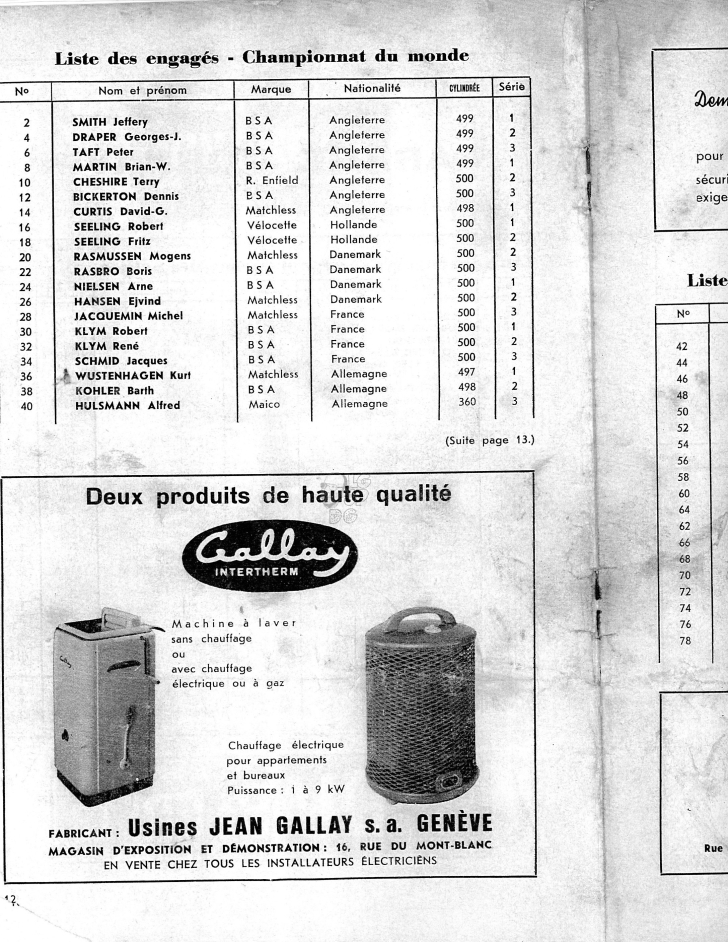 Liste des engagés - Championnat du monde
No Nom et prénom Marque Nationalité CYLINDRÉE Série
2 SMITH Jeffery B S A Angleterre 499 1
4 DRAPER Georges-J. B S A Angleterre 499 2
6 TAFT Peter B S A Angleterre 499 3
8 MARTIN Brian-W. B S A Angleterre 499 1
10 CHESHIRE Terry R. Enfield Angleterre 500 2
12 BICKERTON Dennis B S A Angleterre 500 3
14 CURTIS David-G. Matchless Angleterre 498 1
16 SEELING Robert Vélocette Hollande 500 1
18 SEELING Fritz Vélocette Hollande 500 2
20 RASMUSSEN Mogens Matchless Danemark 500 2
22 RASBRO Boris B S A Danemark 500 3
24 NIELSEN Arne B S A Danemark 500 1
26 HANSEN Ejvind Matchless Danemark 500 2
28 JACQUEMIN Michel Matchless France 500 3
30 KLYM Robert B S A France 500 1
32 KLYM René B S A France 500 2
34 SCHMID Jacques B S A France 500 3
36 WUSTENHAGEN Kurt Matchless Allemagne 497 1
38 KOHLER Barth B S A Allemagne 498 2
40 HULSMANN Alfred Maico Allemagne 360 3
(Suite page 13.)
Deux produits de haute qualité
Gallay
INTERTHERM
Machine à laver
sans chauffage
ou
avec chauffage
électrique ou à gaz
Gallay
Chauffage électrique
pour appartements
et bureaux
Puissance : 1 à 9 kW
FABRICANT : Usines JEAN GALLAY s. a. GENÈVE
MAGASIN D'EXPOSITION ET DÉMONSTRATION : 16, RUE DU MONT-BLANC
EN VENTE CHEZ TOUS LES INSTALLATEURS ÉLECTRICIENS
12.
Dem
pour
sécuri
exige
Liste
No
42
44
46
48
50
52
54
56
58
60
64
62
66
68
70
72
74
76
78
Rue